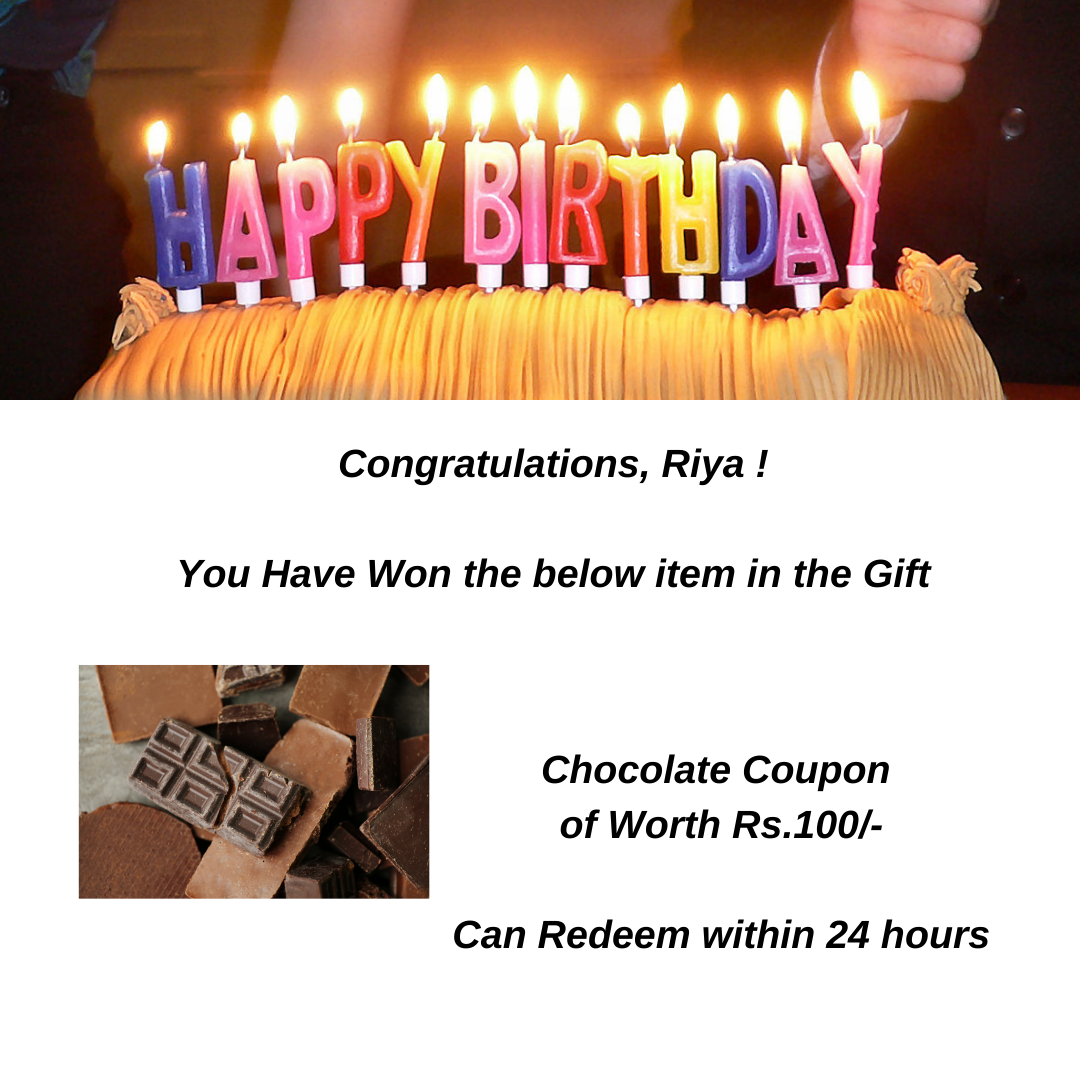 HAPPY BIRTHDAY
Congratulations, Riya !
You Have Won the below item in the Gift
Chocolate Coupon
of Worth Rs.100/-
Can Redeem within 24 hours